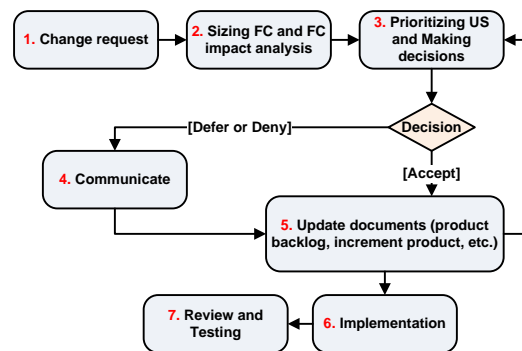 1. Change request
2. Sizing FC and FC
impact analysis
3. Prioritizing US
and Making
decisions
Decision
[Defer or Deny]
[Accept]
4. Communicate
5. Update documents (product
backlog, increment product, etc.)
7. Review and
Testing
6. Implementation